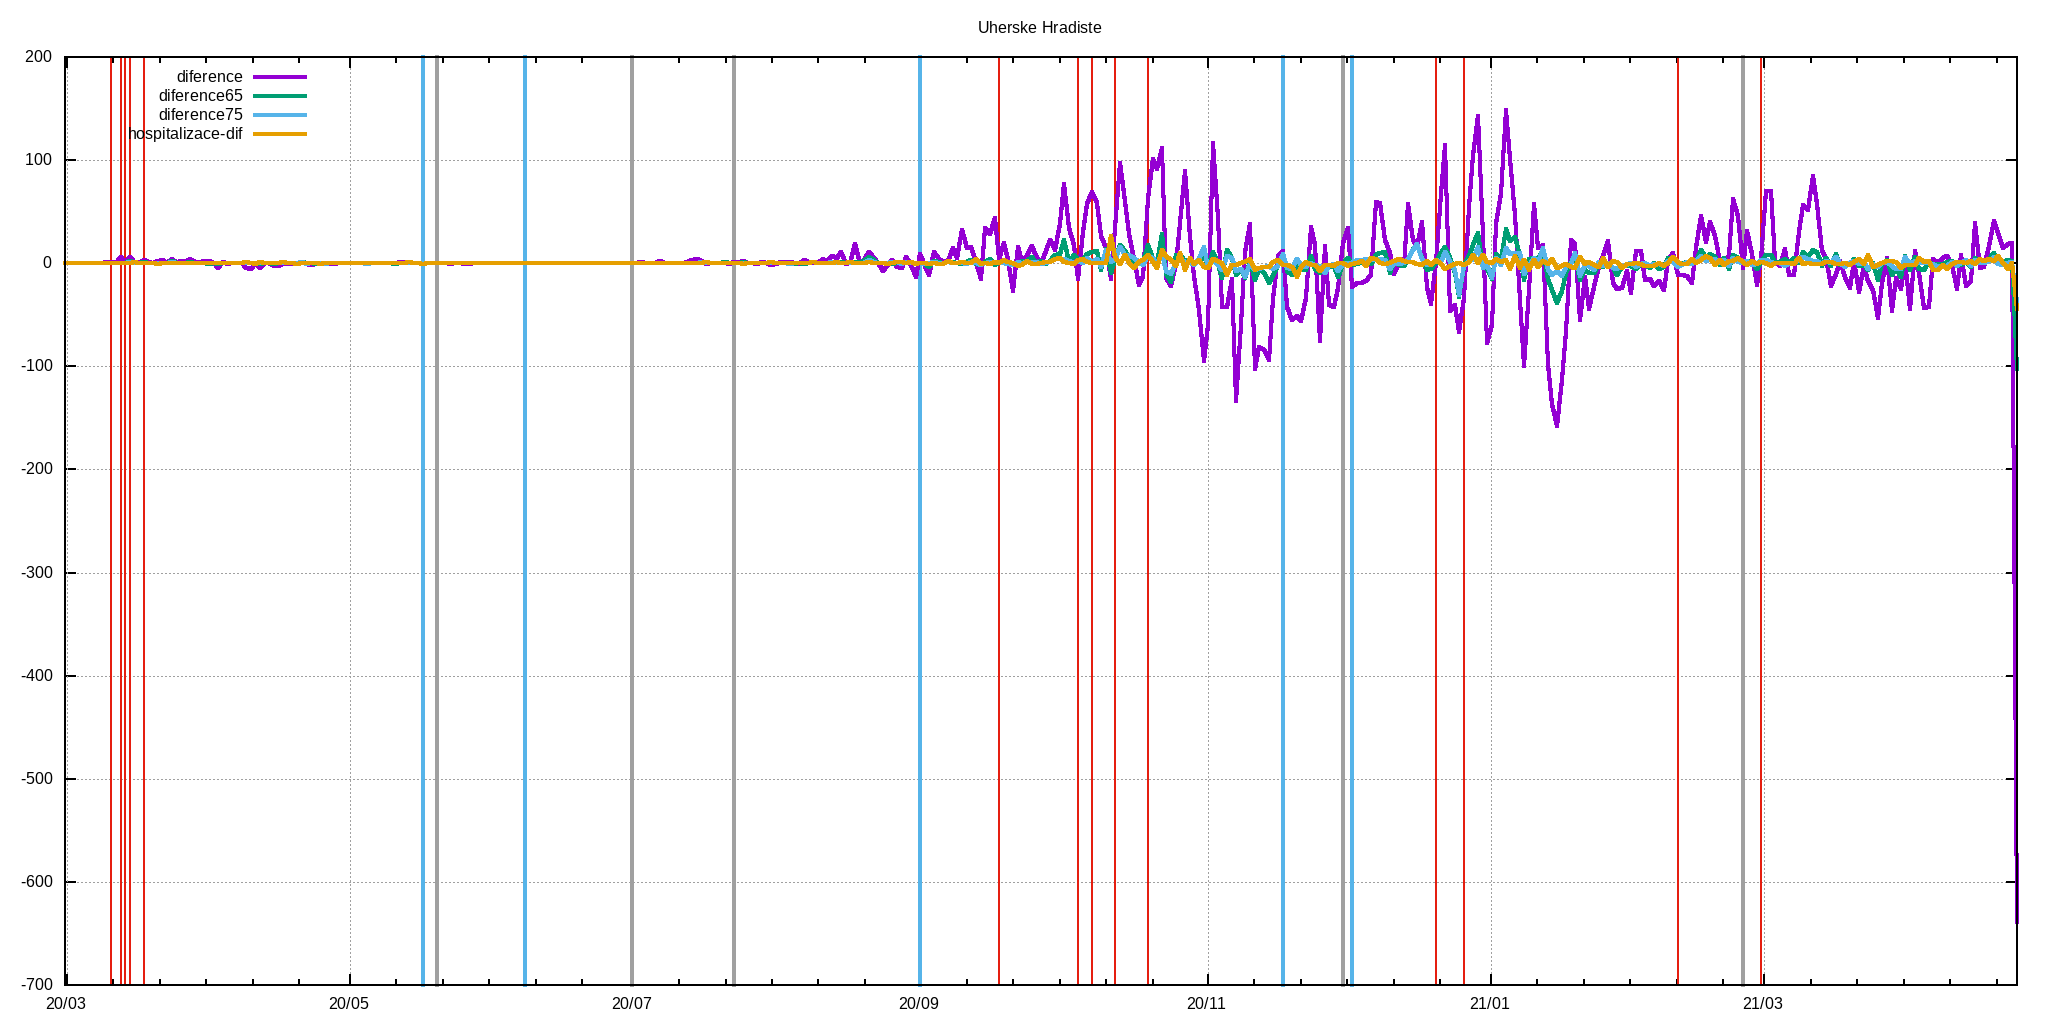 Uherske Hradiste
200
diference
diference65
diference75
hospitalizace-dif
100
0
-100
-200
-300
-400
-500
-600
-700
20/03 20/05 20/07 20/09 20/11 21/01 21/03